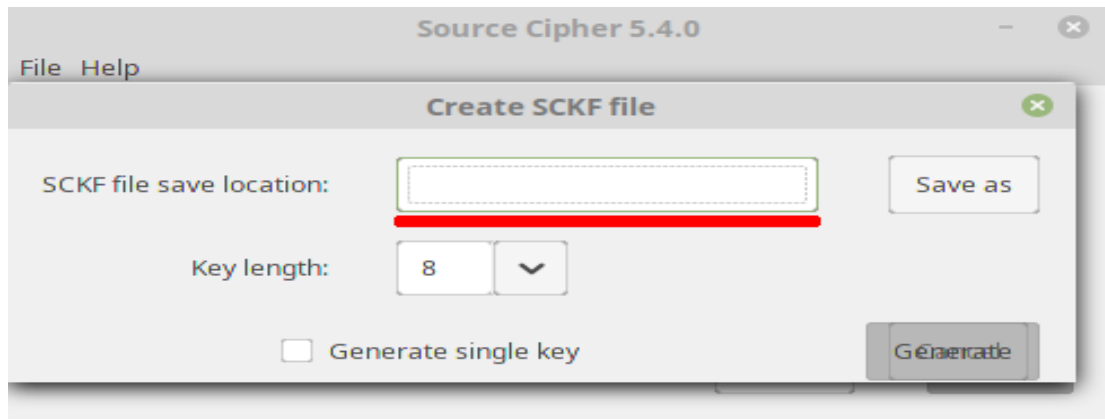 Source Cipher 5.4.0
File Help
Create SCKF file
SCKF file save location:
Save as
Key length:
8
Generate single key
Generate